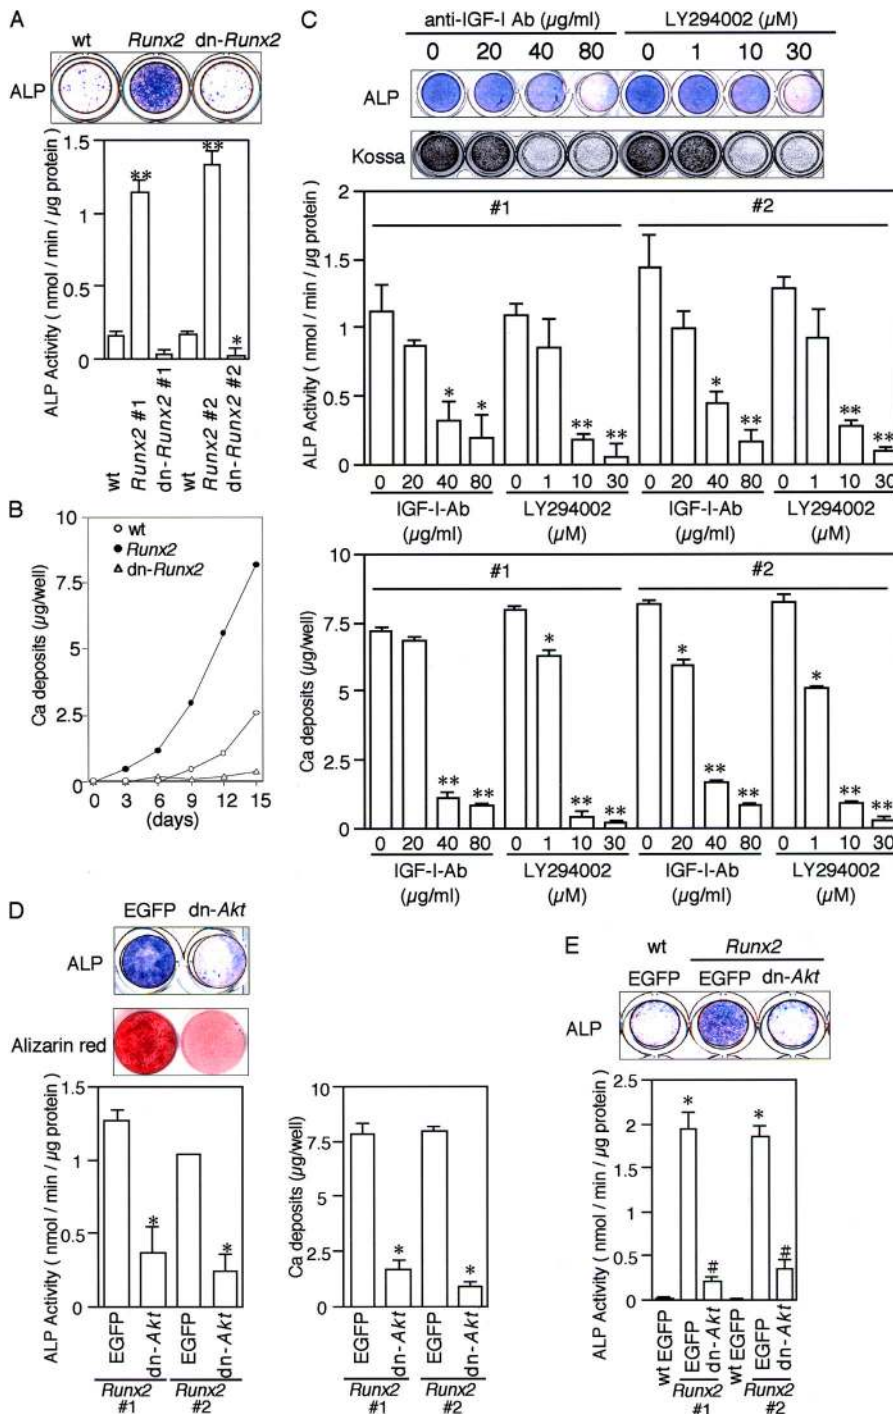 A
wt Runx2 dn-Runx2
ALP
ALP Activity ( nmol / min / µg protein )
1.5
**
**
1
0.5
*
0
wt
Runx2 #1
dn-Runx2 #1
wt
Runx2 #2
dn-Runx2 #2
B
10
wt
Runx2
dn-Runx2
7.5
Ca deposits (µg/well)
5
2.5
0
0 3 6 9 12 15
(days)
C
anti-IGF-I Ab (µg/ml) LY294002 (µM)
0 20 40 80 0 1 10 30
ALP
Kossa
ALP Activity ( nmol / min / µg protein )
2
#1 #2
1.5
1
0.5
* * ** ** * ** ** **
0
0 20 40 80 0 1 10 30 0 20 40 80 0 1 10 30
IGF-I-Ab LY294002 IGF-I-Ab LY294002
(µg/ml) (µM) (µg/ml) (µM)
Ca deposits (µg/well)
10
#1 #2
7.5
* * *
5
2.5
** ** ** ** ** ** ** **
0
0 20 40 80 0 1 10 30 0 20 40 80 0 1 10 30
IGF-I-Ab LY294002 IGF-I-Ab LY294002
(µg/ml) (µM) (µg/ml) (µM)
D
EGFP dn-Akt
ALP
Alizarin red
ALP Activity ( nmol / min / µg protein )
1.5
1
0.5
* *
0
EGFP
dn-Akt
EGFP
dn-Akt
Runx2 Runx2
#1 #2
Ca deposits (µg/well)
10
7.5
5
2.5
* *
0
EGFP
dn-Akt
EGFP
dn-Akt
Runx2 Runx2
#1 #2
E
wt Runx2
EGFP EGFP dn-Akt
ALP
ALP Activity ( nmol / min / µg protein )
2.5
* *
2
1.5
1
0.5
# #
0
wt EGFP
EGFP
dn-Akt
wt EGFP
EGFP
dn-Akt
Runx2 Runx2
#1 #2